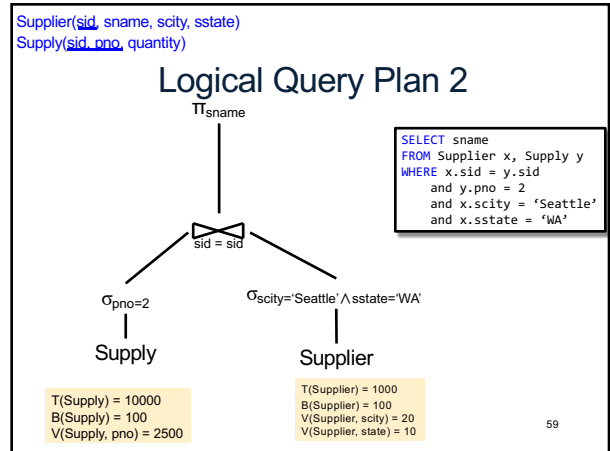 Supplier(sid, sname, scity, sstate)
Supply(sid, pno, quantity)
Logical Query Plan 2
Πsname
SELECT sname
FROM Supplier x, Supply y
WHERE x.sid = y.sid
and y.pno = 2
and x.scity = ‘Seattle’
and x.sstate = ‘WA’
sid = sid
σpno=2
σscity=‘Seattle’∧sstate=‘WA’
Supply
Supplier
T(Supply) = 10000
B(Supply) = 100
V(Supply, pno) = 2500
T(Supplier) = 1000
B(Supplier) = 100
V(Supplier, scity) = 20
V(Supplier, state) = 10
59